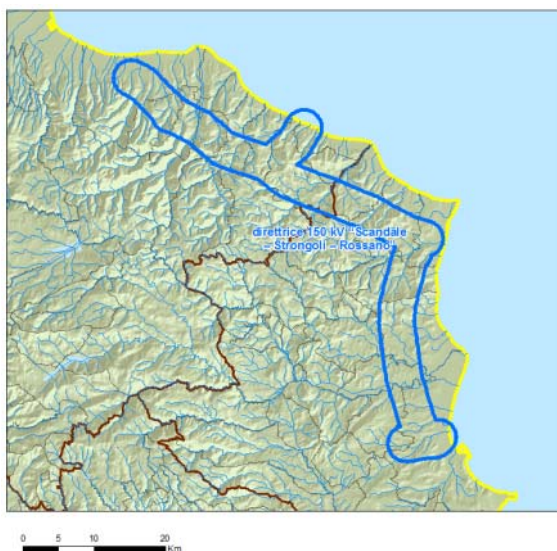 direttrice 150 kV "Scandale
– Strongoli – Rossano"
0 5 10 20
Km